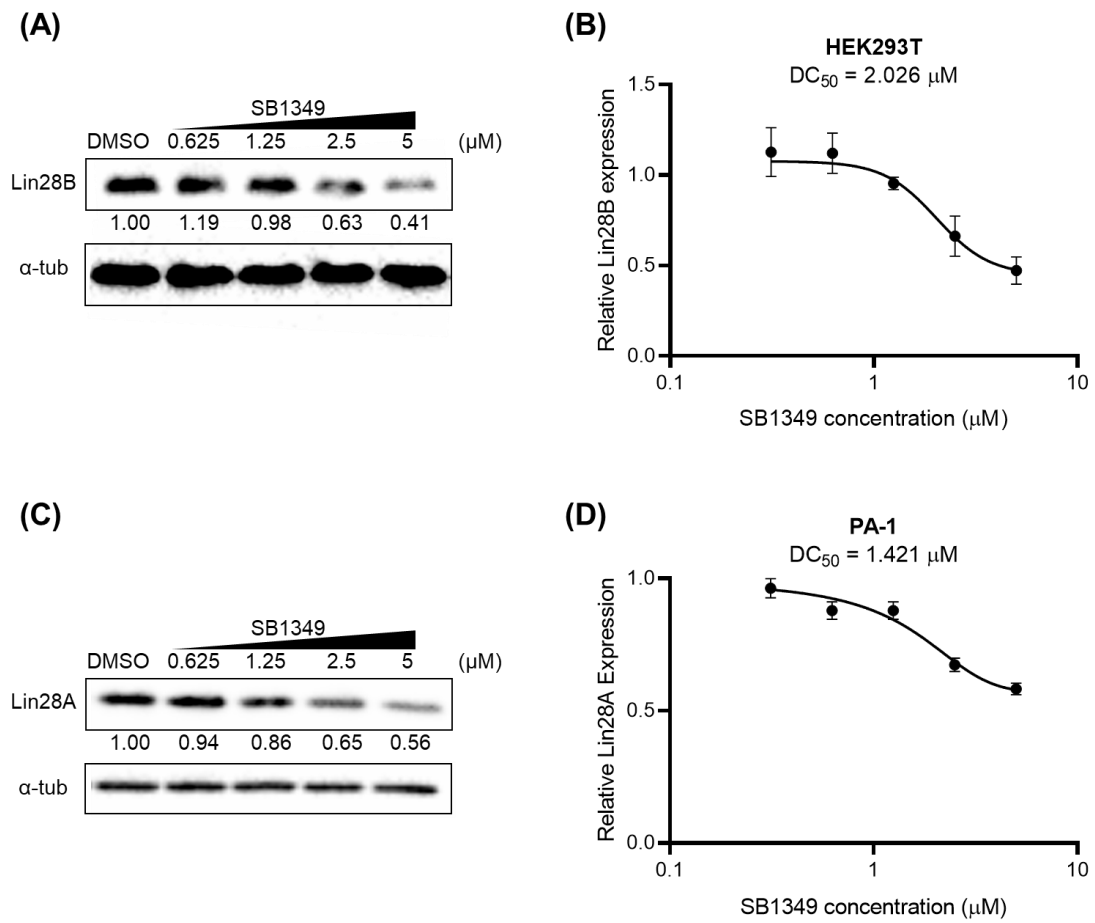 (A)
SB1349
DMSO 0.625 1.25 2.5 5 (μM)
Lin28B
1.00 1.19 0.98 0.63 0.41
α-tub
(B)
HEK293T
DC50 = 2.026 μM
Relative Lin28B expression
1.5
1.0
0.5
0.0
0.1 1 10
SB1349 concentration (μM)
(C)
SB1349
DMSO 0.625 1.25 2.5 5 (μM)
Lin28A
1.00 0.94 0.86 0.65 0.56
α-tub
(D)
PA-1
DC50 = 1.421 μM
Relative Lin28A Expression
1.0
0.5
0.0
0.1 1 10
SB1349 concentration (μM)